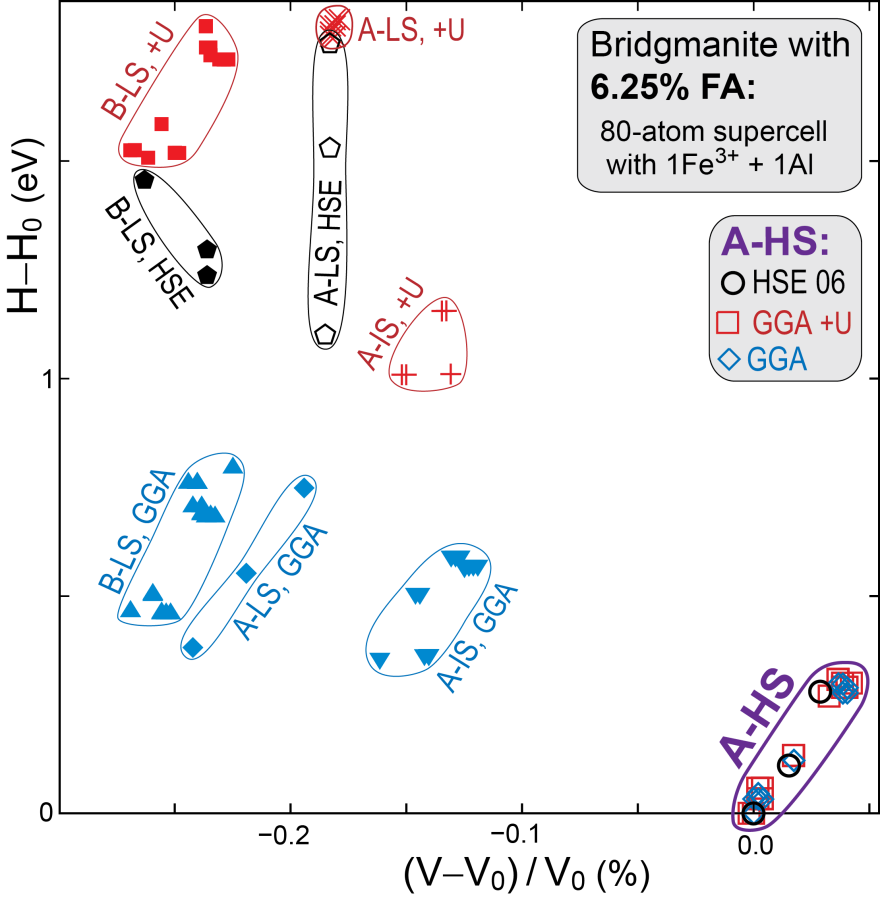 B-LS, +U
A-LS, +U
Bridgmanite with
6.25% FA:
80-atom supercell
with 1Fe³⁺ + 1Al
H–H₀ (eV)
B-LS, HSE
A-LS, HSE
A-HS:
HSE 06
GGA +U
GGA
A-IS, +U
1
B-LS, GGA
A-LS, GGA
A-IS, GGA
A-HS
0
−0.2
−0.1
0.0
(V–V₀) / V₀ (%)